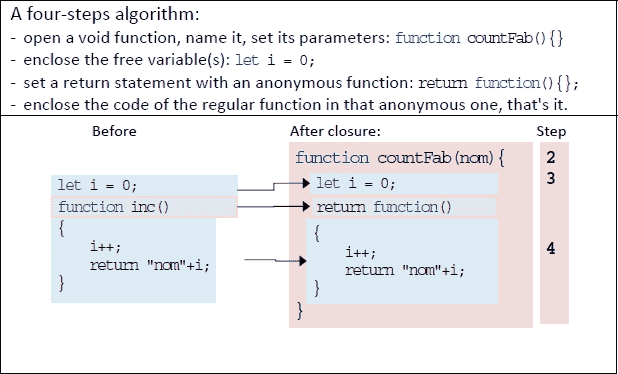 A four-steps algorithm:
- open a void function, name it, set its parameters: function countFab(){}
- enclose the free variable(s): let i = 0;
- set a return statement with an anonymous function: return function(){};
- enclose the code of the regular function in that anonymous one, that's it.
Before After closure: Step
function countFab(nom){ 2
let i = 0; let i = 0; 3
function inc() return function()
{ {
i++; i++; 4
return "nom"+i; return "nom"+i;
} }
}